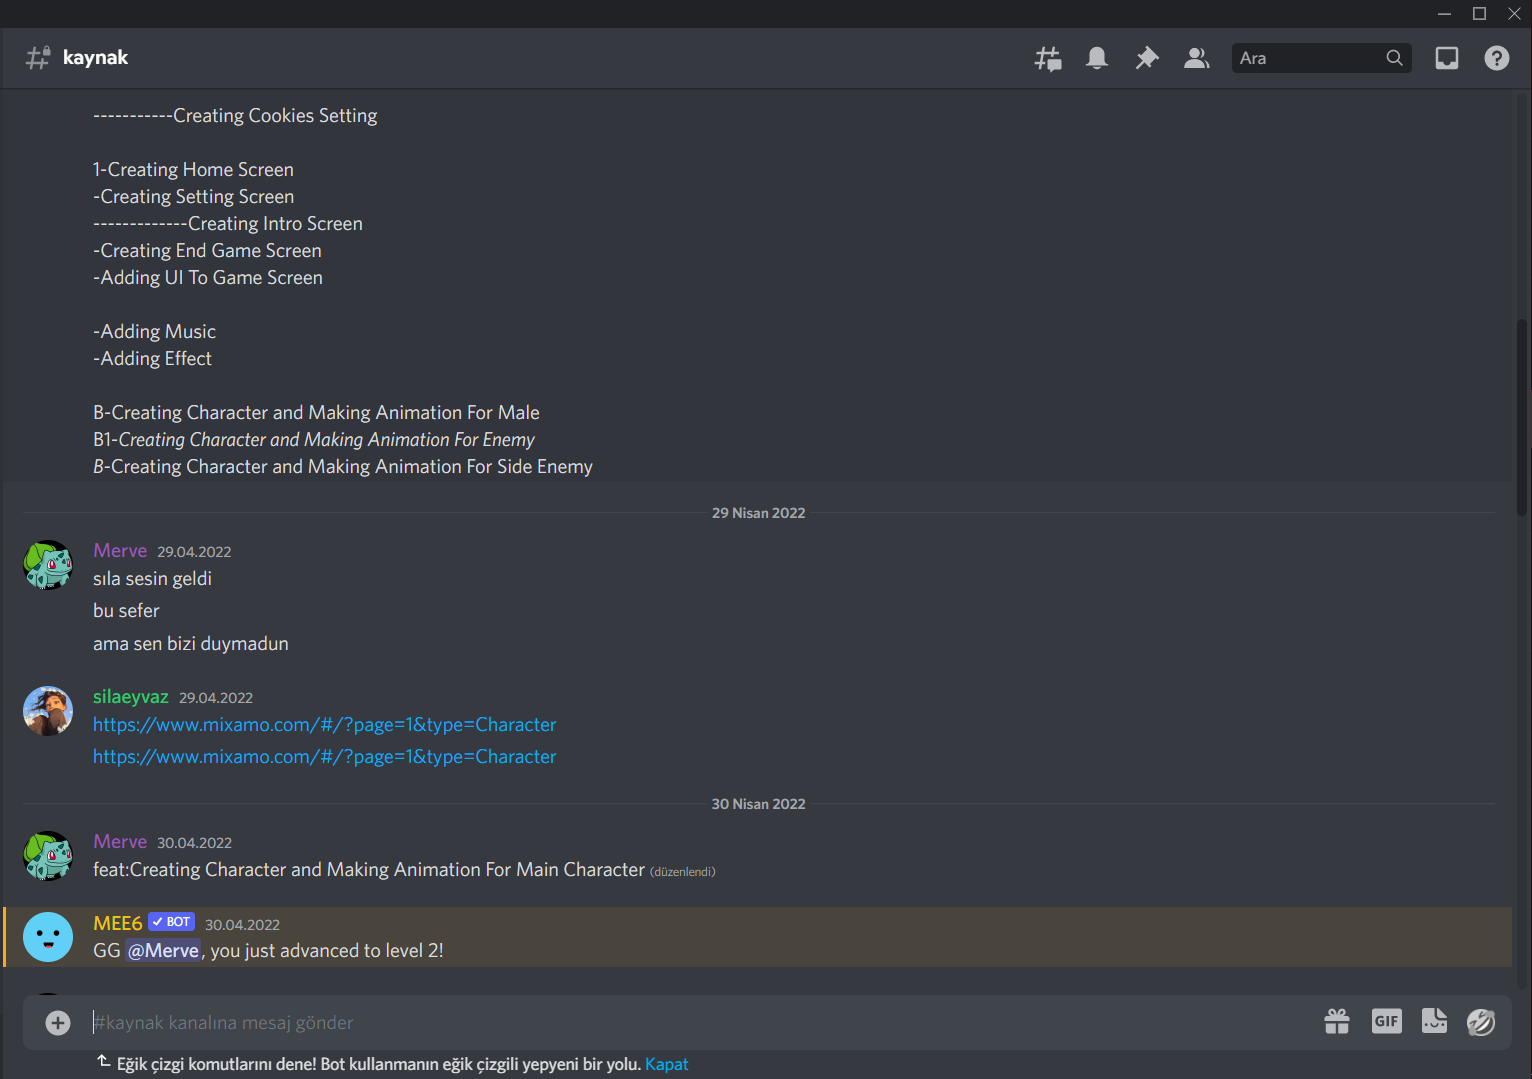 kaynak
Ara
-----------Creating Cookies Setting
1-Creating Home Screen
-Creating Setting Screen
-------------Creating Intro Screen
-Creating End Game Screen
-Adding UI To Game Screen
-Adding Music
-Adding Effect
B-Creating Character and Making Animation For Male
B1-Creating Character and Making Animation For Enemy
B-Creating Character and Making Animation For Side Enemy
29 Nisan 2022
Merve 29.04.2022
sıla sesin geldi
bu sefer
ama sen bizi duymadun
silaeyvaz 29.04.2022
https://www.mixamo.com/#/?page=1&type=Character
https://www.mixamo.com/#/?page=1&type=Character
30 Nisan 2022
Merve 30.04.2022
feat:Creating Character and Making Animation For Main Character (düzenlendi)
MEE6 ✓ BOT 30.04.2022
GG @Merve, you just advanced to level 2!
#kaynak kanalına mesaj gönder
GIF
Eğik çizgi komutlarını dene! Bot kullanmanın eğik çizgili yepyeni bir yolu. Kapat